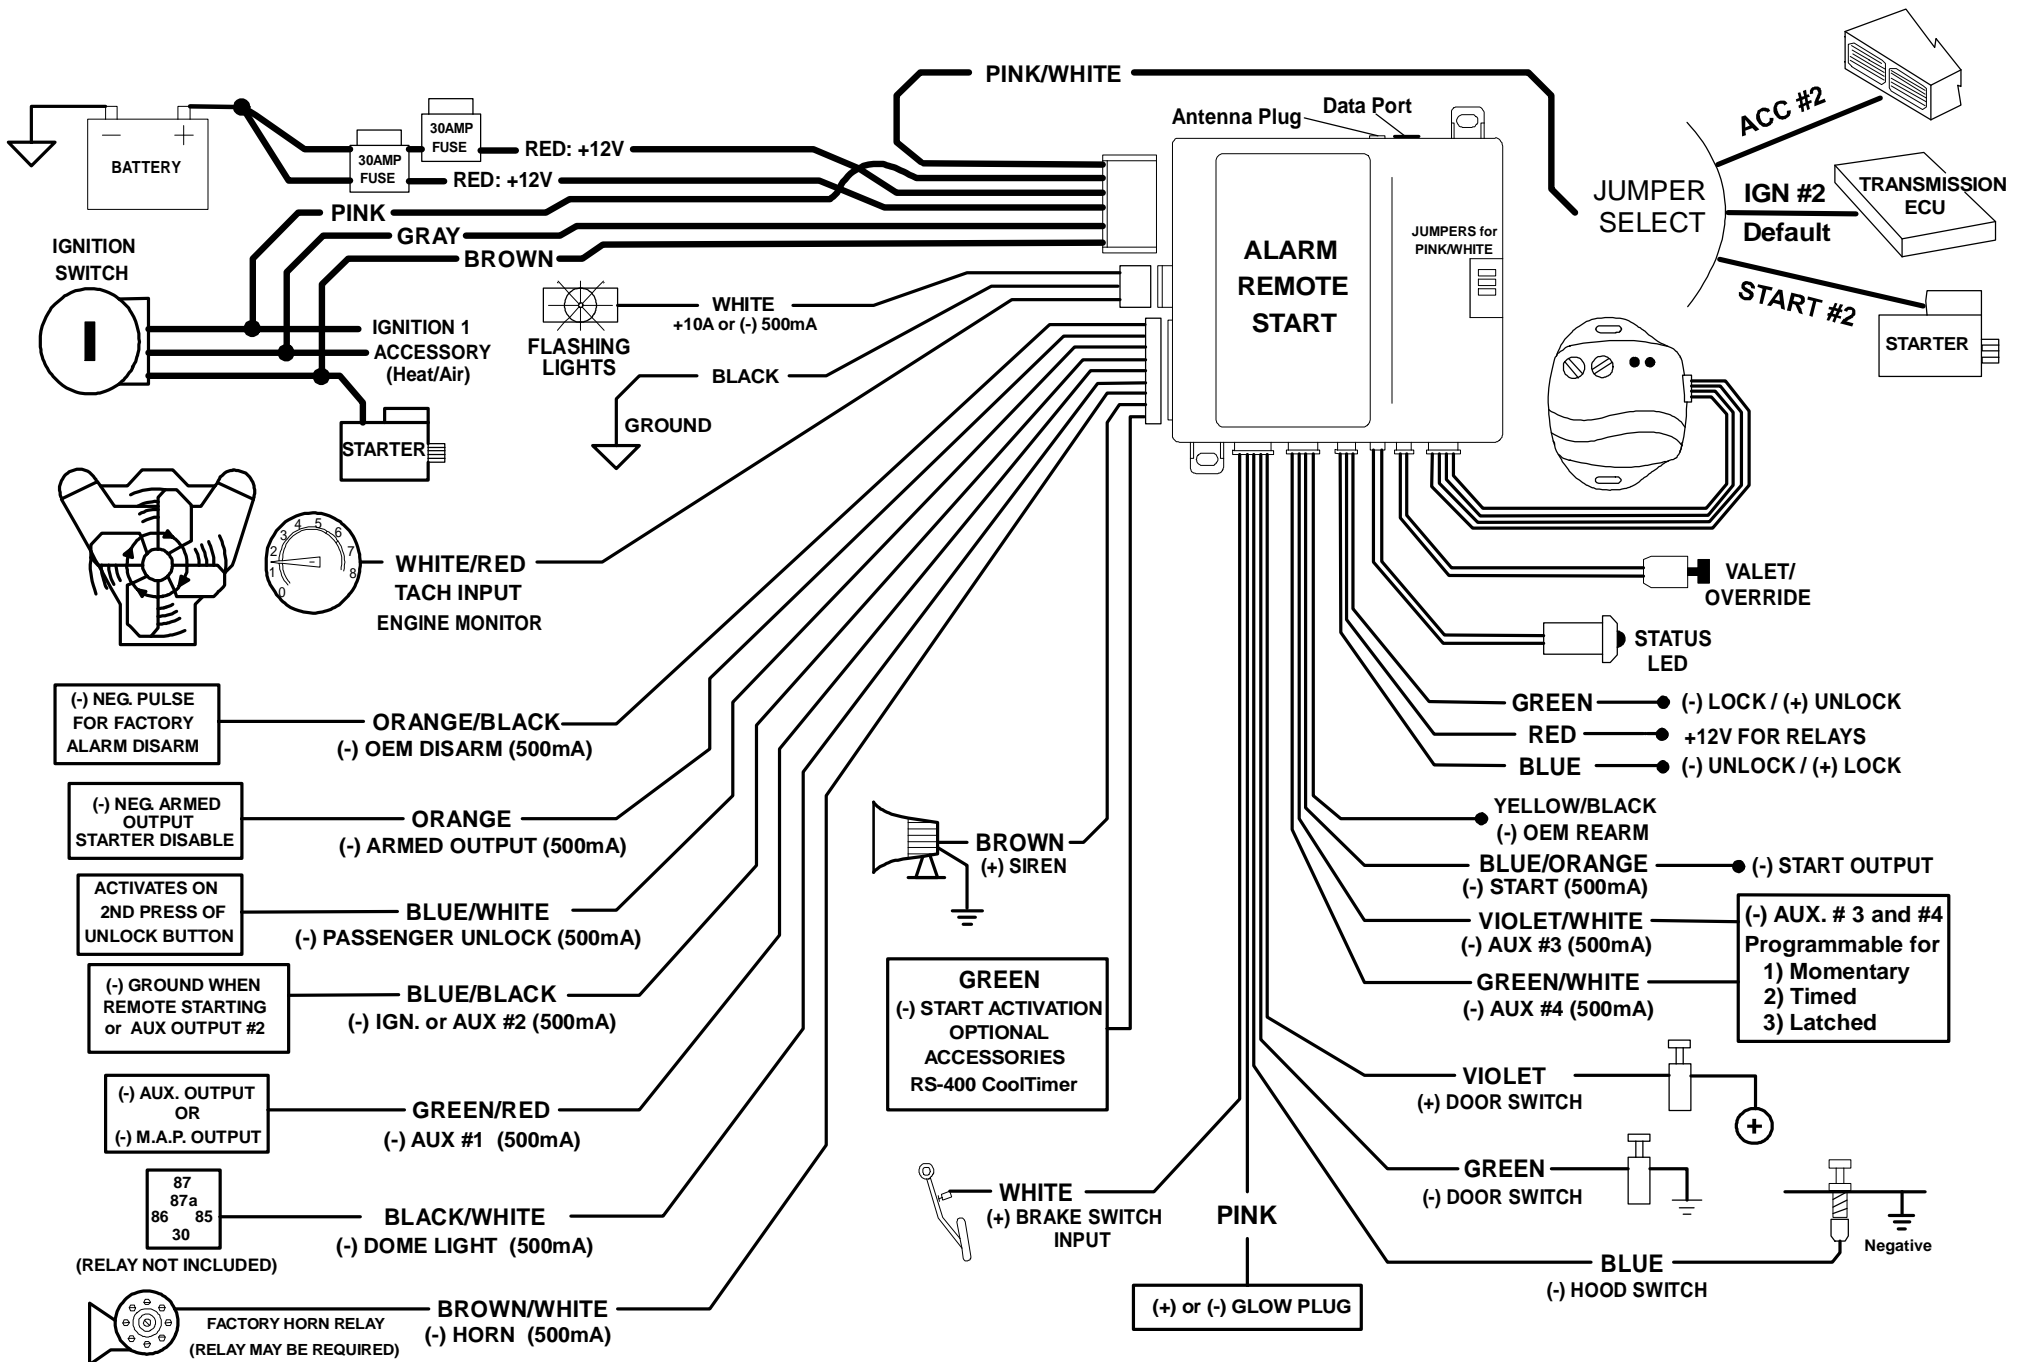 PINK/WHITE
Antenna Plug
Data Port
ACC #2
JUMPER
SELECT
IGN #2
Default
TRANSMISSION
ECU
START #2
STARTER
BATTERY
30AMP
FUSE
30AMP
FUSE
RED: +12V
RED: +12V
PINK
GRAY
BROWN
IGNITION
SWITCH
IGNITION 1
ACCESSORY
(Heat/Air)
STARTER
ALARM
REMOTE
START
JUMPERS for
PINK/WHITE
FLASHING
LIGHTS
WHITE
+10A or (-) 500mA
BLACK
GROUND
0
1
2
3
4
5
6
7
8
WHITE/RED
TACH INPUT
ENGINE MONITOR
(-) NEG. PULSE
FOR FACTORY
ALARM DISARM
ORANGE/BLACK
(-) OEM DISARM (500mA)
(-) NEG. ARMED
OUTPUT
STARTER DISABLE
ORANGE
(-) ARMED OUTPUT (500mA)
ACTIVATES ON
2ND PRESS OF
UNLOCK BUTTON
BLUE/WHITE
(-) PASSENGER UNLOCK (500mA)
(-) GROUND WHEN
REMOTE STARTING
or AUX OUTPUT #2
BLUE/BLACK
(-) IGN. or AUX #2 (500mA)
(-) AUX. OUTPUT
OR
(-) M.A.P. OUTPUT
GREEN/RED
(-) AUX #1 (500mA)
87
87a
86 85
30
(RELAY NOT INCLUDED)
BLACK/WHITE
(-) DOME LIGHT (500mA)
FACTORY HORN RELAY
(RELAY MAY BE REQUIRED)
BROWN/WHITE
(-) HORN (500mA)
BROWN
(+) SIREN
GREEN
(-) START ACTIVATION
OPTIONAL
ACCESSORIES
RS-400 CoolTimer
WHITE
(+) BRAKE SWITCH
INPUT
PINK
(+) or (-) GLOW PLUG
VALET/
OVERRIDE
STATUS
LED
GREEN
(-) LOCK / (+) UNLOCK
RED
+12V FOR RELAYS
BLUE
(-) UNLOCK / (+) LOCK
YELLOW/BLACK
(-) OEM REARM
BLUE/ORANGE
(-) START (500mA)
(-) START OUTPUT
VIOLET/WHITE
(-) AUX #3 (500mA)
GREEN/WHITE
(-) AUX #4 (500mA)
(-) AUX. # 3 and #4
Programmable for
1) Momentary
2) Timed
3) Latched
VIOLET
(+) DOOR SWITCH
+
GREEN
(-) DOOR SWITCH
BLUE
(-) HOOD SWITCH
Negative